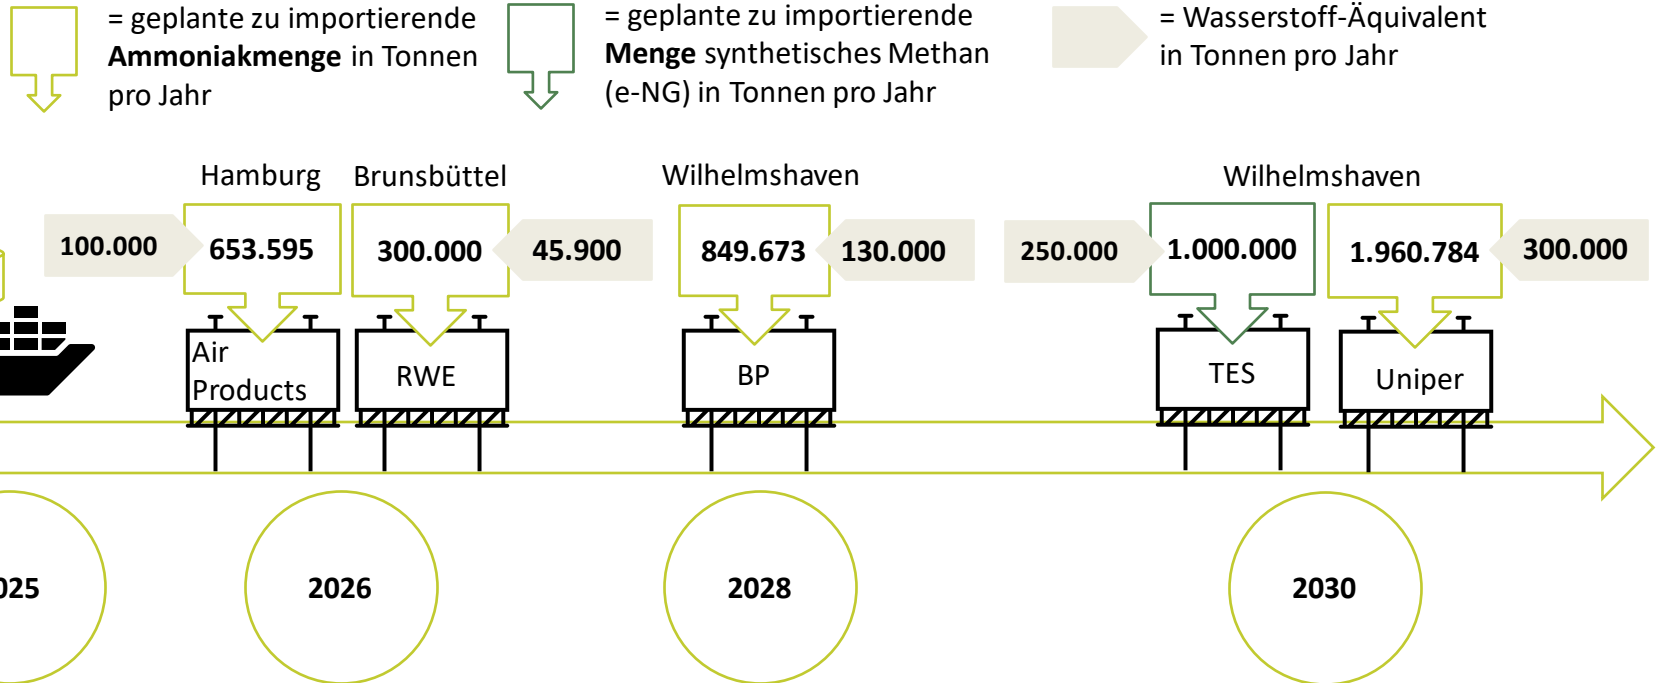 = geplante zu importierende
Ammoniakmenge in Tonnen
pro Jahr
= geplante zu importierende
Menge synthetisches Methan
(e-NG) in Tonnen pro Jahr
= Wasserstoff-Äquivalent
in Tonnen pro Jahr
Hamburg
Brunsbüttel
Wilhelmshaven
Wilhelmshaven
100.000
653.595
300.000
45.900
849.673
130.000
250.000
1.000.000
1.960.784
300.000
Air
Products
RWE
BP
TES
Uniper
025
2026
2028
2030